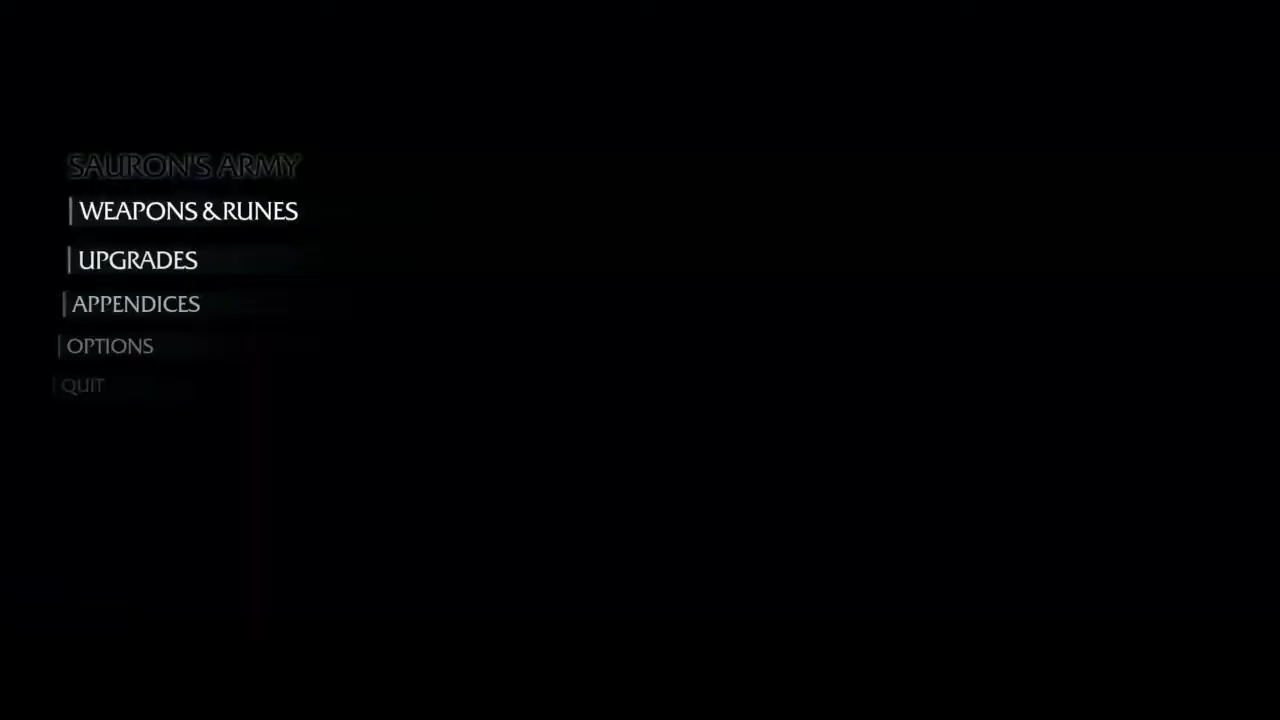 SAURON'S ARMY
WEAPONS & RUNES
UPGRADES
APPENDICES
OPTIONS
QUIT